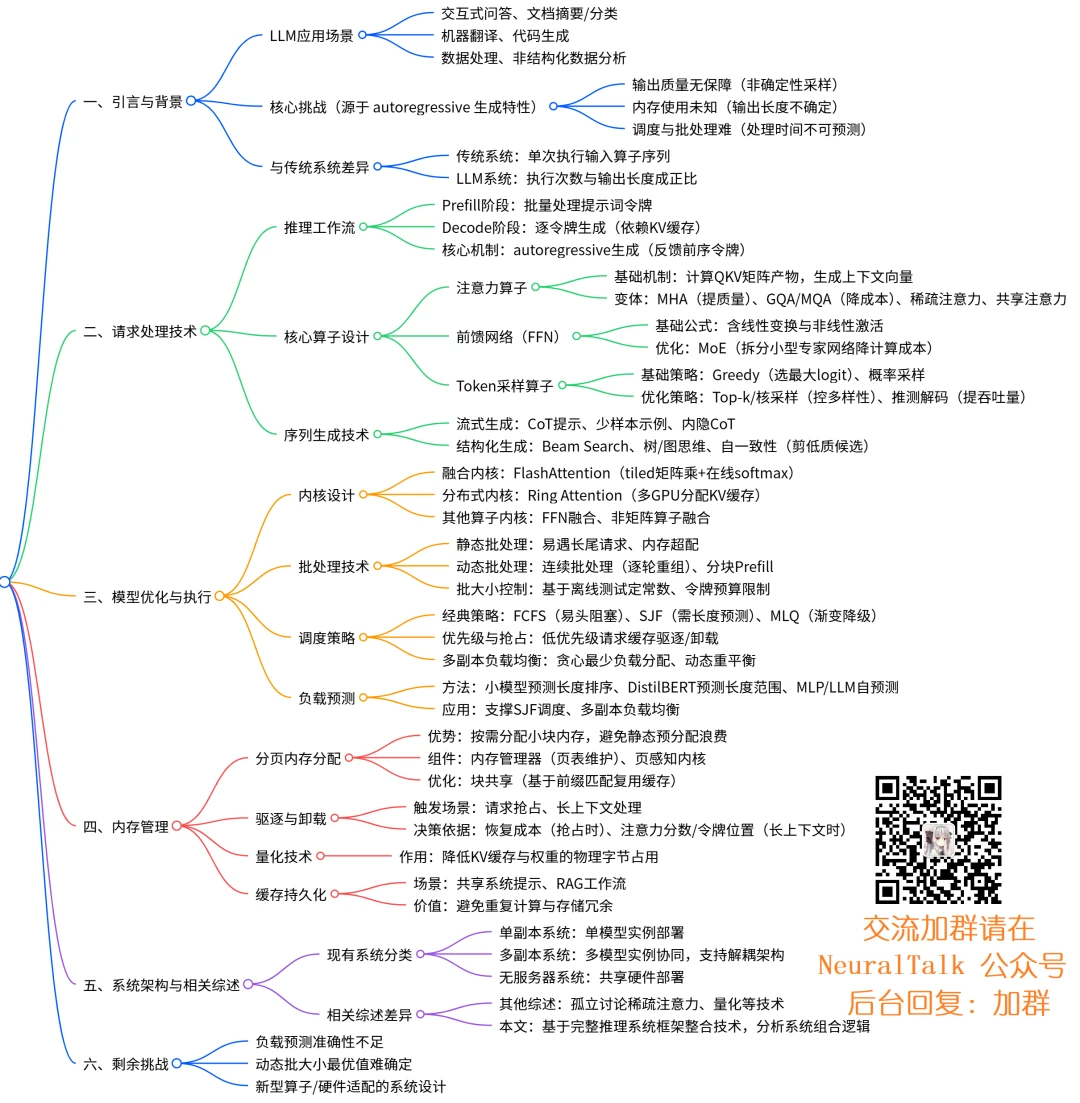 一、引言与背景
LLM应用场景
交互式问答、文档摘要/分类
机器翻译、代码生成
数据处理、非结构化数据分析
核心挑战（源于 autoregressive 生成特性）
输出质量无保障（非确定性采样）
内存使用未知（输出长度不确定）
调度与批处理难（处理时间不可预测）
与传统系统差异
传统系统：单次执行输入算子序列
LLM系统：执行次数与输出长度成正比
二、请求处理技术
推理工作流
Prefill阶段：批量处理提示词令牌
Decode阶段：逐令牌生成（依赖KV缓存）
核心机制：autoregressive生成（反馈前序令牌）
核心算子设计
注意力算子
基础机制：计算QKV矩阵产物，生成上下文向量
变体：MHA（提质量）、GQA/MQA（降成本）、稀疏注意力、共享注意力
前馈网络（FFN）
基础公式：含线性变换与非线性激活
优化：MoE（拆分小型专家网络降计算成本）
Token采样算子
基础策略：Greedy（选最大logit）、概率采样
优化策略：Top-k/核采样（控多样性）、推测解码（提吞吐量）
序列生成技术
流式生成：CoT提示、少样本示例、内隐CoT
结构化生成：Beam Search、树/图思维、自一致性（剪低质候选）
三、模型优化与执行
内核设计
融合内核：FlashAttention（tiled矩阵乘+在线softmax）
分布式内核：Ring Attention（多GPU分配KV缓存）
其他算子内核：FFN融合、非矩阵算子融合
批处理技术
静态批处理：易遇长尾请求、内存超配
动态批处理：连续批处理（逐轮重组）、分块Prefill
批大小控制：基于离线测试定常数、令牌预算限制
调度策略
经典策略：FCFS（易头阻塞）、SJF（需长度预测）、MLQ（渐变降级）
优先级与抢占：低优先级请求缓存驱逐/卸载
多副本负载均衡：贪心最少负载分配、动态重平衡
负载预测
方法：小模型预测长度排序、DistilBERT预测长度范围、MLP/LLM自预测
应用：支撑SJF调度、多副本负载均衡
四、内存管理
分页内存分配
优势：按需分配小块内存，避免静态预分配浪费
组件：内存管理器（页表维护）、页感知内核
优化：块共享（基于前缀匹配复用缓存）
驱逐与卸载
触发场景：请求抢占、长上下文处理
决策依据：恢复成本（抢占时）、注意力分数/令牌位置（长上下文时）
量化技术
作用：降低KV缓存与权重的物理字节占用
缓存持久化
场景：共享系统提示、RAG工作流
价值：避免重复计算与存储冗余
五、系统架构与相关综述
现有系统分类
单副本系统：单模型实例部署
多副本系统：多模型实例协同，支持解耦架构
无服务器系统：共享硬件部署
相关综述差异
其他综述：孤立讨论稀疏注意力、量化等技术
本文：基于完整推理系统框架整合技术，分析系统组合逻辑
六、剩余挑战
负载预测准确性不足
动态批大小最优值难确定
新型算子/硬件适配的系统设计
交流加群请在
NeuralTalk 公众号
后台回复：加群